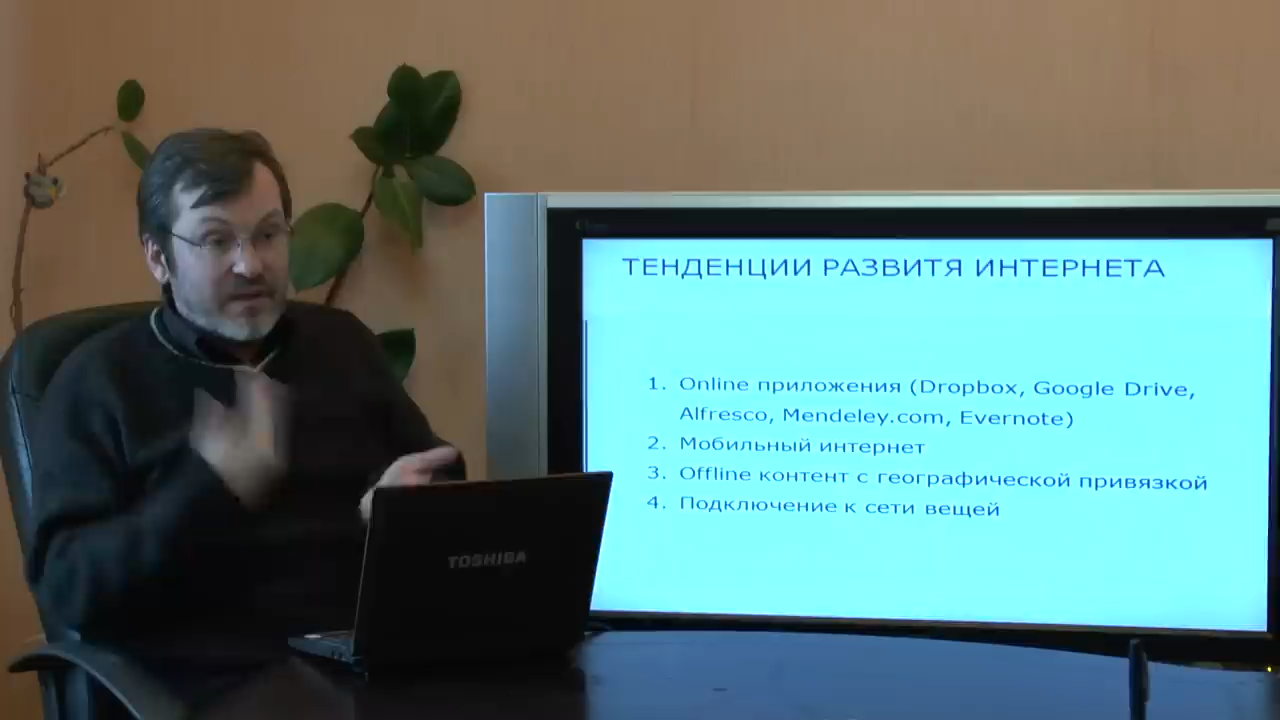 ТЕНДЕНЦИИ РАЗВИТЯ ИНТЕРНЕТА
1. Online приложения (Dropbox, Google Drive,
Alfresco, Mendeley.com, Evernote)
2. Мобильный интернет
3. Offline контент с географической привязкой
4. Подключение к сети вещей
TOSHIBA